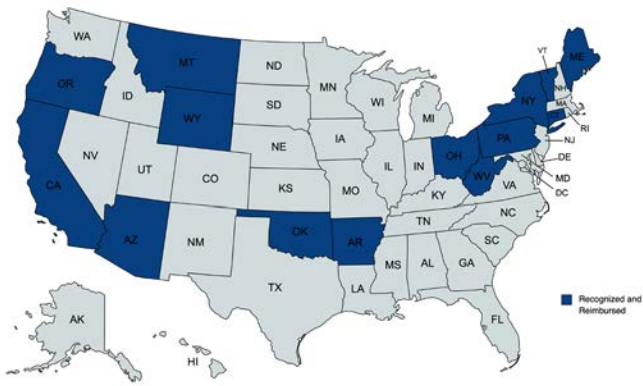 WA
MT
ND
MN
VT
ME
OR
ID
SD
WI
NY
NH
MA
WY
MI
CT
RI
IA
PA
NJ
NE
NV
OH
DE
IL
IN
UT
WV
MD
CA
CO
VA
DC
KS
MO
KY
NC
TN
AZ
OK
NM
AR
SC
MS
AL
GA
TX
LA
Recognized and
Reimbursed
AK
FL
HI